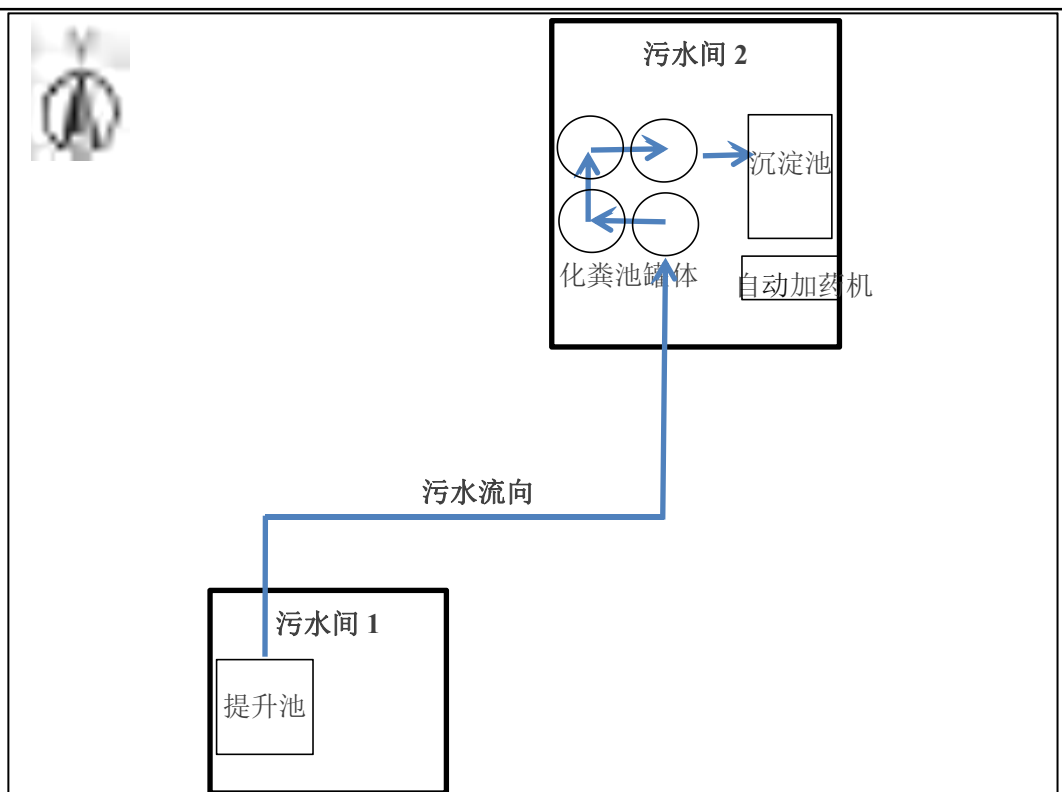 污水间 2
沉淀池
化粪池罐体
自动加药机
污水流向
污水间 1
提升池